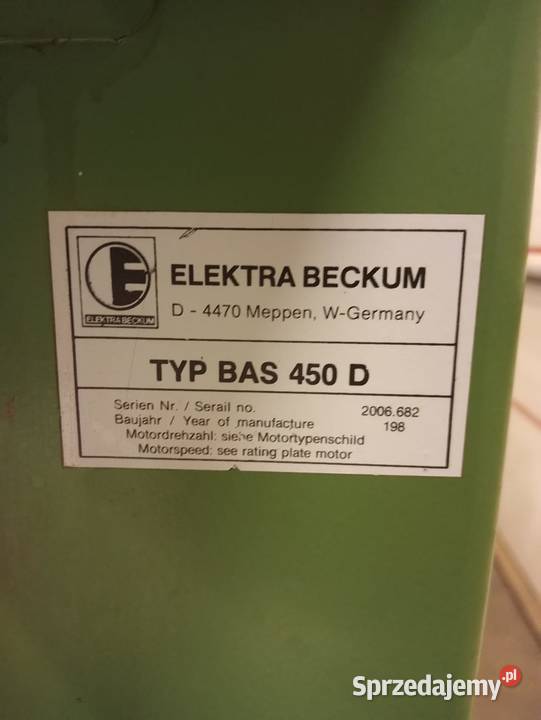 ELEKTRA BECKUM
ELEKTRA BECKUM
D - 4470 Meppen, W-Germany
TYP BAS 450 D
Serien Nr. / Serail no. 2006.682
Baujahr / Year of manufacture 198
Motordrehzahl: siehe Motortypenschild
Motorspeed: see rating plate motor
Sprzedajemy.pl